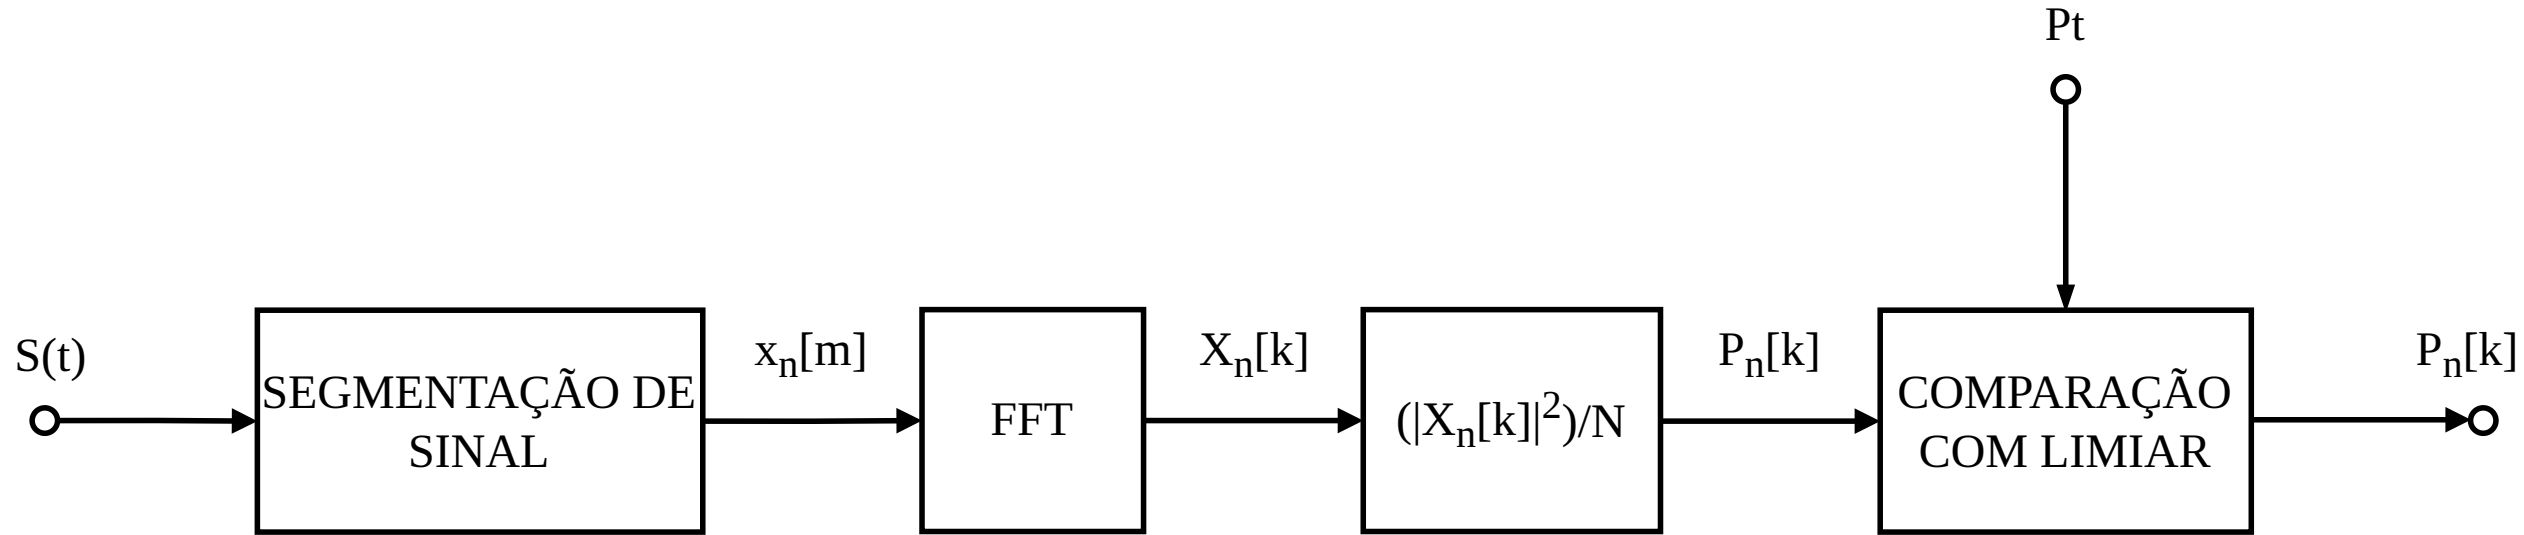 Pt
S(t)
SEGMENTAÇÃO DE
SINAL
xn[m]
FFT
Xn[k]
(|Xn[k]|²)/N
Pn[k]
COMPARAÇÃO
COM LIMIAR
Pn[k]